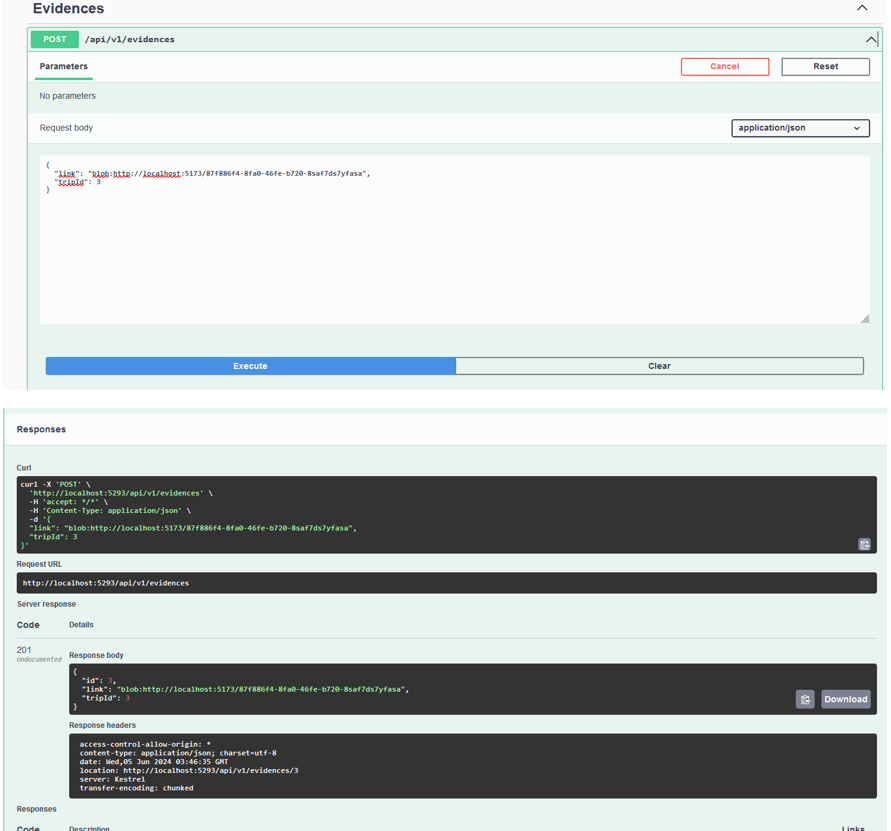 Evidences
POST /api/v1/evidences
Parameters
Cancel
Reset
No parameters
Request body
application/json
{
"link": "blob:http://localhost:5173/87f886f4-8fa0-46fe-b720-8saf7ds7yfasa",
"tripId": 3
}
Execute
Clear
Responses
Curl
curl -X 'POST' \
'http://localhost:5293/api/v1/evidences' \
-H 'accept: */*' \
-H 'Content-Type: application/json' \
-d '{
"link": "blob:http://localhost:5173/87f886f4-8fa0-46fe-b720-8saf7ds7yfasa",
"tripId": 3
}'
Request URL
http://localhost:5293/api/v1/evidences
Server response
Code Details
201
Undocumented
Response body
{
"id": 3,
"link": "blob:http://localhost:5173/87f886f4-8fa0-46fe-b720-8saf7ds7yfasa",
"tripId": 3
}
Download
Response headers
access-control-allow-origin: *
content-type: application/json; charset=utf-8
date: Wed,05 Jun 2024 03:46:35 GMT
location: http://localhost:5293/api/v1/evidences/3
server: Kestrel
transfer-encoding: chunked
Responses
Code Description Links